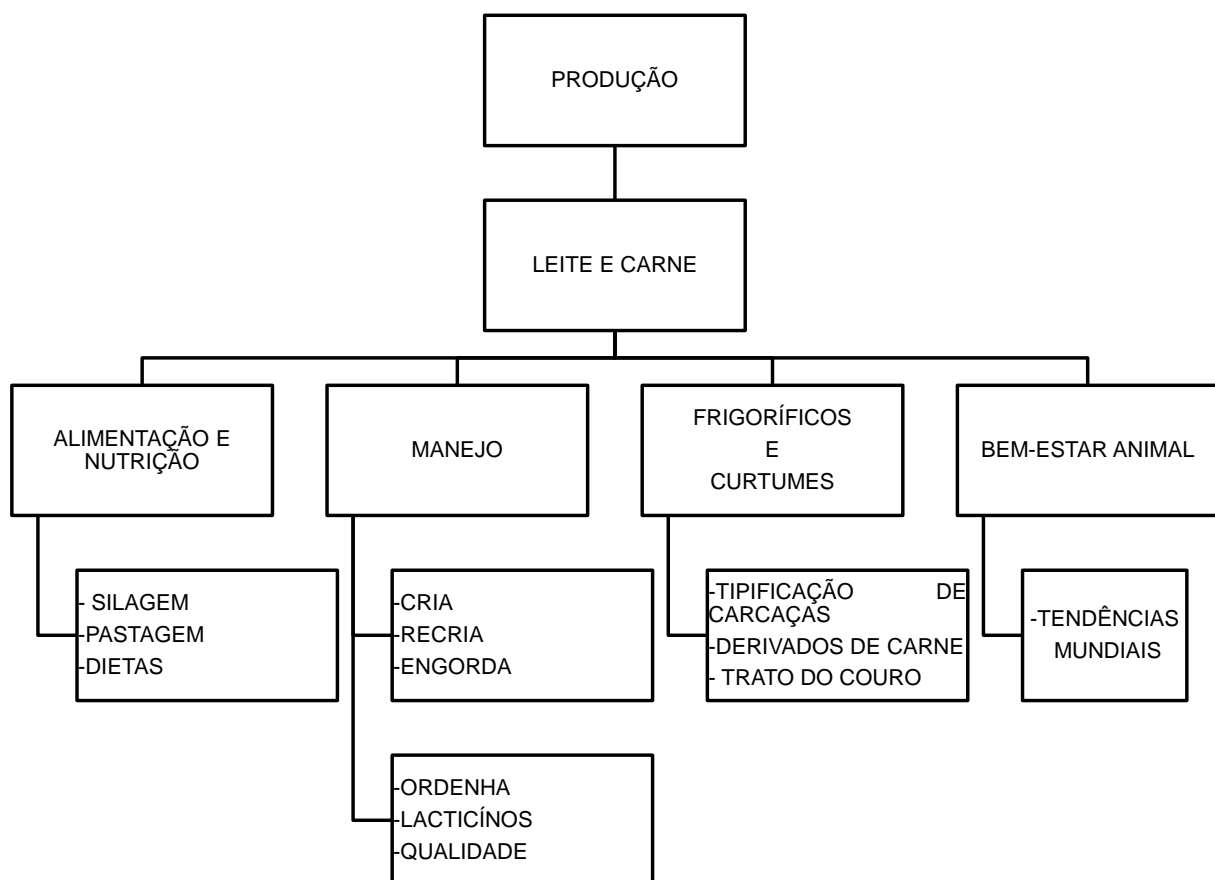 PRODUÇÃO
LEITE E CARNE
ALIMENTAÇÃO E
NUTRIÇÃO
MANEJO
FRIGORÍFICOS
E
CURTUMES
BEM-ESTAR ANIMAL
- SILAGEM
-PASTAGEM
-DIETAS
-CRIA
-RECRIA
-ENGORDA
-TIPIFICAÇÃO DE
CARCAÇAS
-DERIVADOS DE CARNE
- TRATO DO COURO
-TENDÊNCIAS
MUNDIAIS
-ORDENHA
-LACTICÍNOS
-QUALIDADE